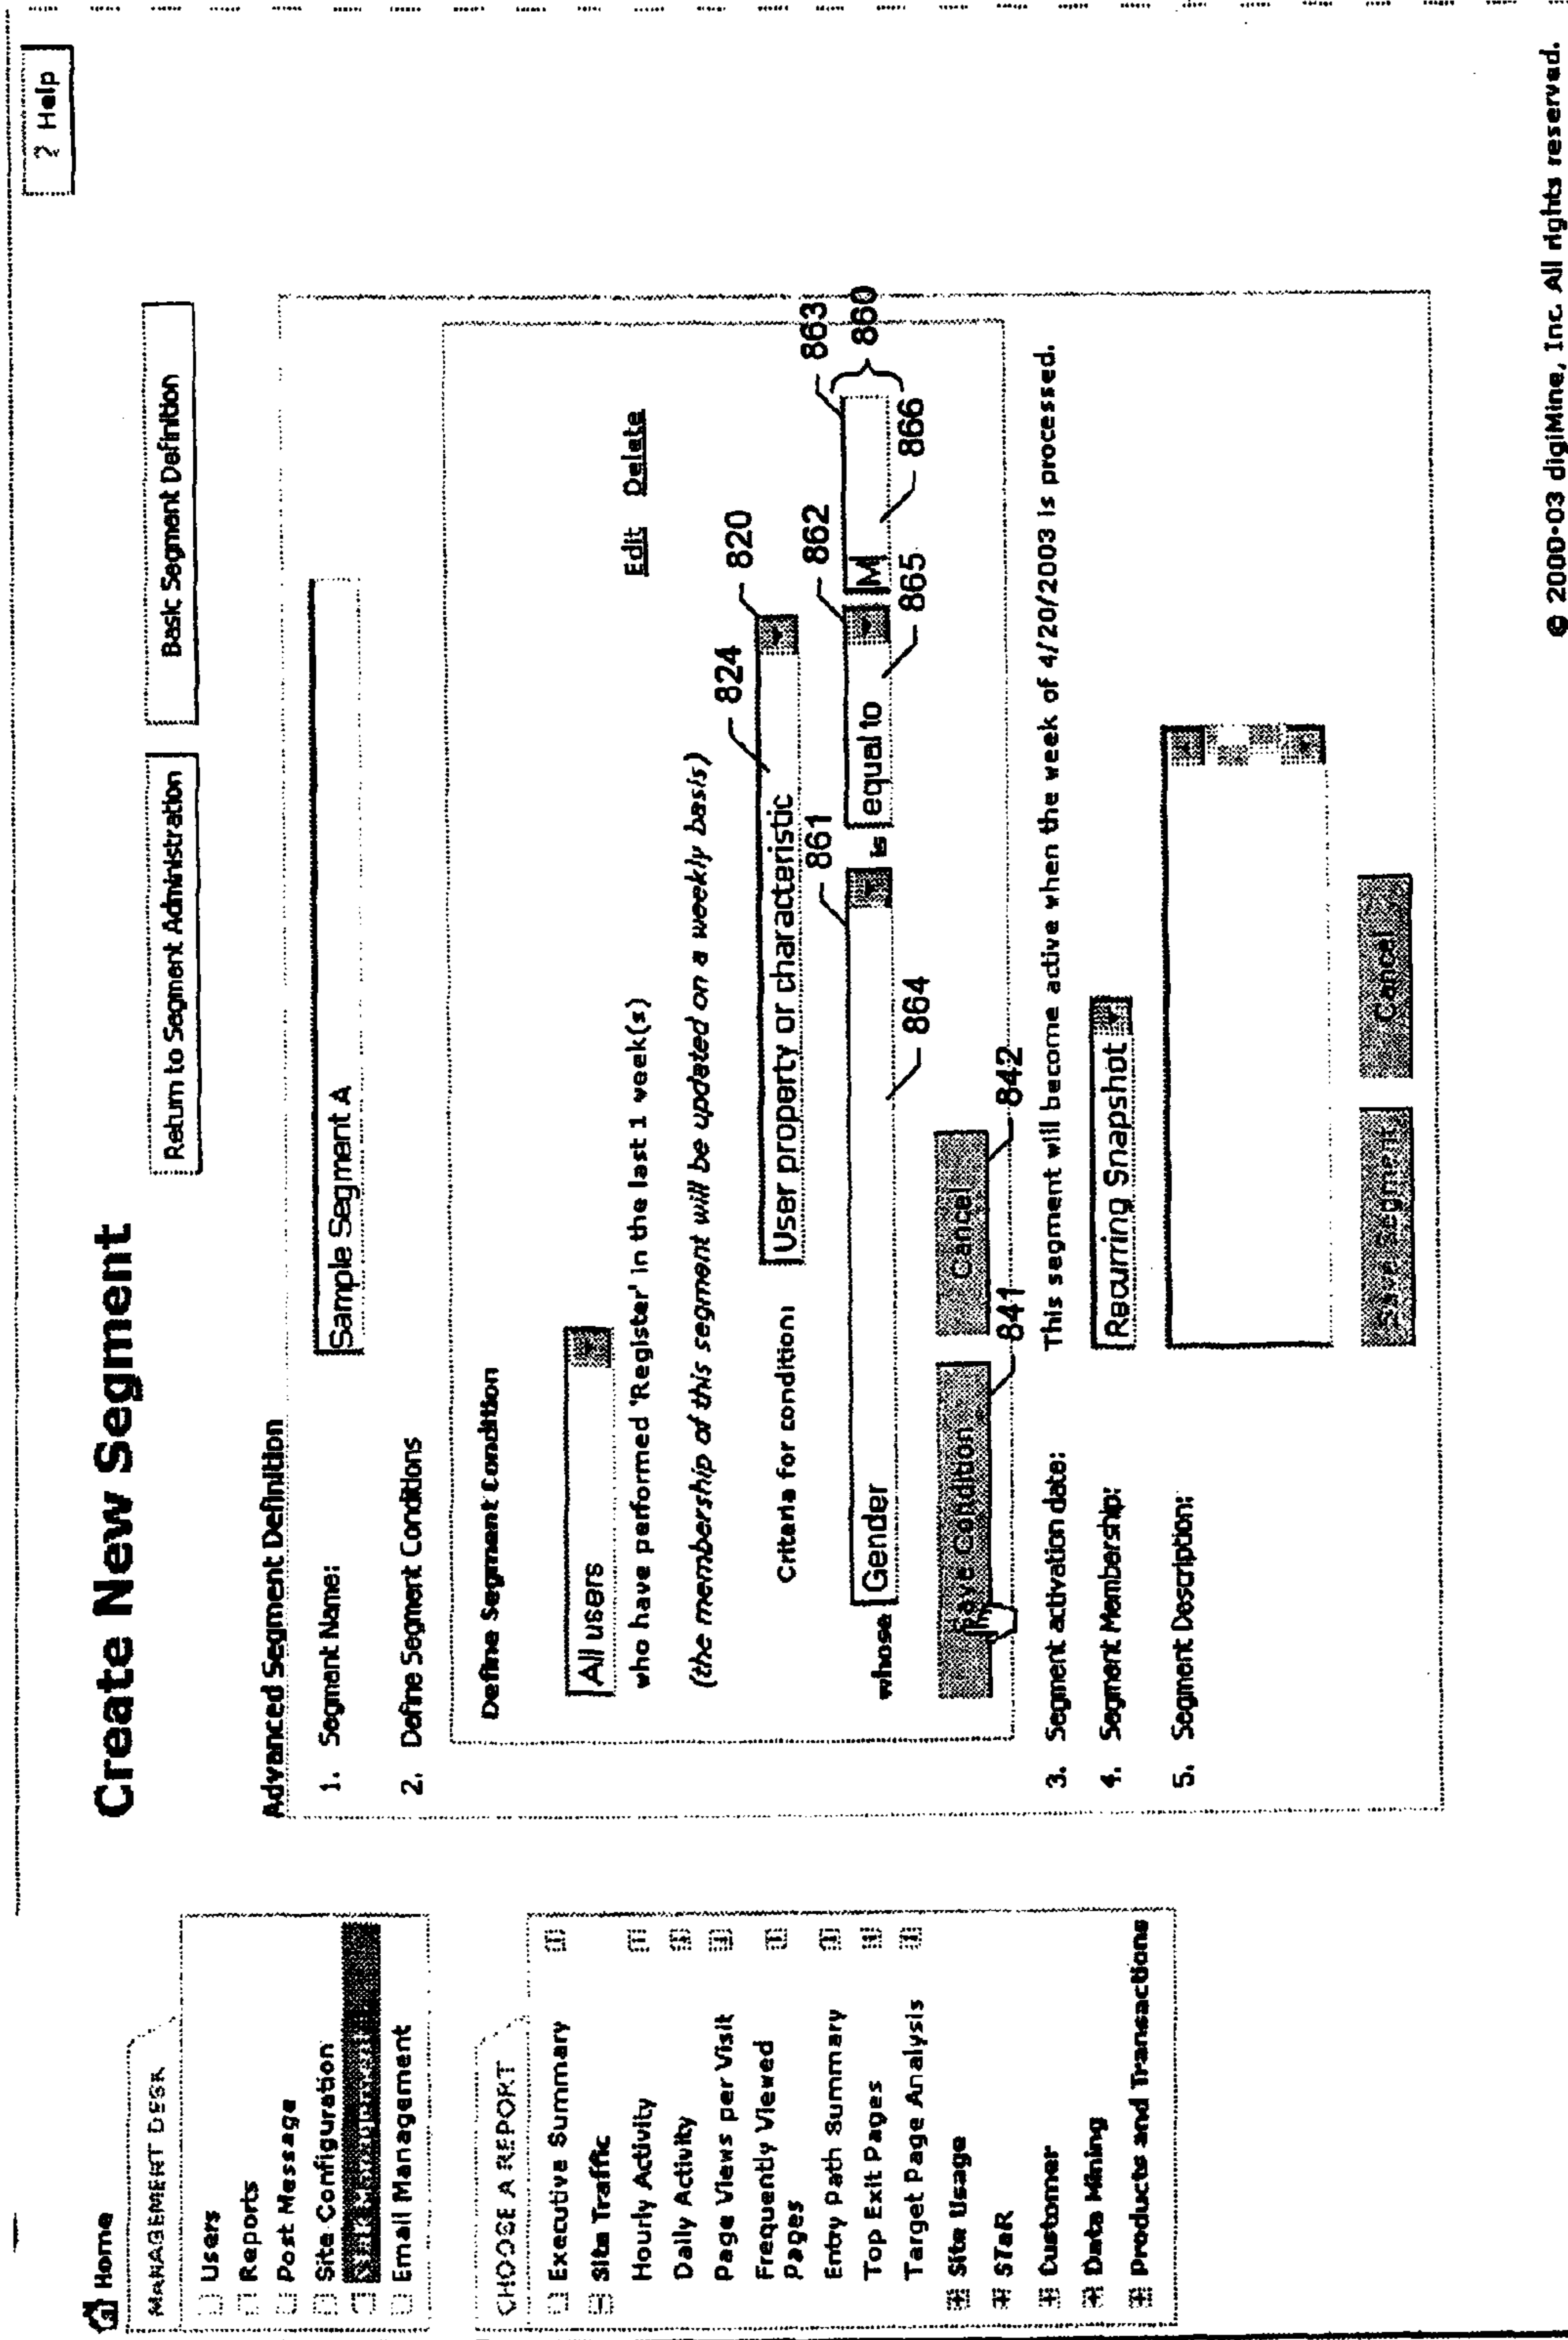 ? Help
Home
Create New Segment
Return to Segment Administration
Basic Segment Definition
MANAGEMENT DESK
Users
Reports
Post Message
Site Configuration
Email Management
CHOOSE A REPORT
Executive Summary
Site Traffic
Hourly Activity
Daily Activity
Page Views per Visit
Frequently Viewed
Pages
Entry Path Summary
Top Exit Pages
Target Page Analysis
Site Usage
STaR
Customer
Data Mining
Products and Transactions
Advanced Segment Definition
1. Segment Name:
Sample Segment A
2. Define Segment Conditions
Define Segment Condition
All users
who have performed 'Register' in the last 1 week(s)
Edit Delete
(the membership of this segment will be updated on a weekly basis)
824
820
Criteria for condition:
User property or characteristic
861
862
863
whose Gender is equal to M
860
864
865
866
Save Condition Cancel
841
842
3. Segment activation date: This segment will become active when the week of 4/20/2003 is processed.
4. Segment Membership: Recurring Snapshot
5. Segment Description:
Save Segment Cancel
© 2000-03 digiMine, Inc. All rights reserved.